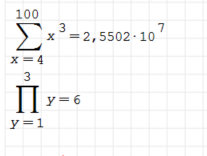 100
∑ x³ = 2,5502·10⁷
x = 4
3
∏ y = 6
y = 1